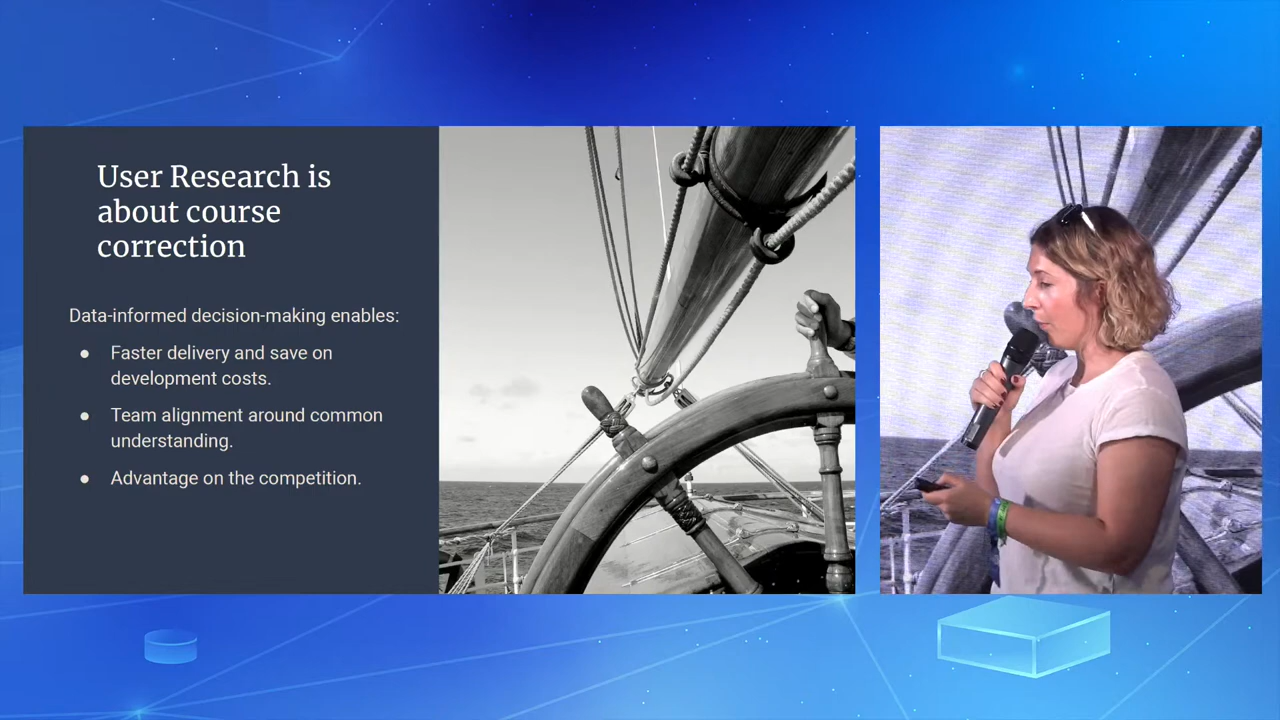 User Research is
about course
correction
Data-informed decision-making enables:
● Faster delivery and save on
development costs.
● Team alignment around common
understanding.
● Advantage on the competition.